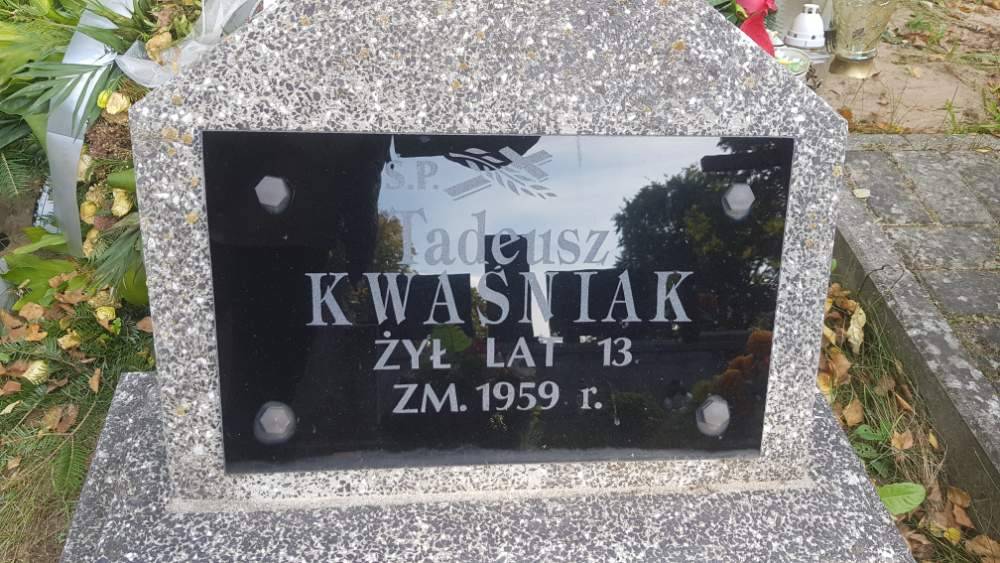 Ś.P.
Tadeusz
KWAŚNIAK
ŻYŁ LAT 13
ZM. 1959 r.